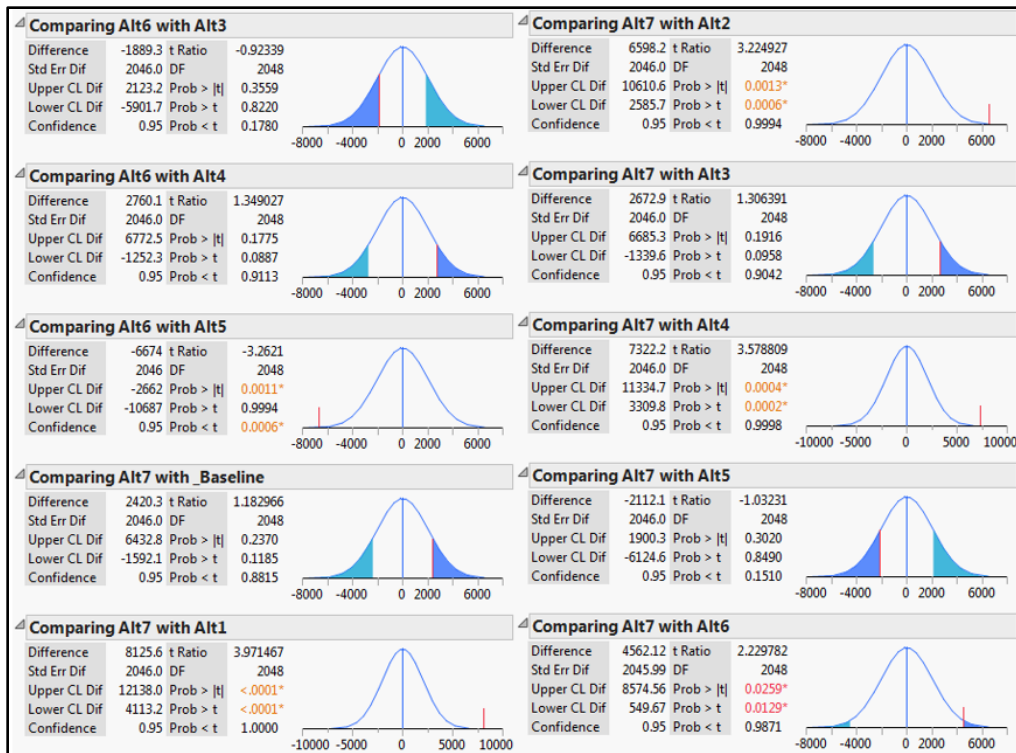 Comparing Alt6 with Alt3
Difference -1889.3 t Ratio -0.92339
Std Err Dif 2046.0 DF 2048
Upper CL Dif 2123.2 Prob > |t| 0.3559
Lower CL Dif -5901.7 Prob > t 0.8220
Confidence 0.95 Prob < t 0.1780
-8000 -4000 0 2000 6000
Comparing Alt6 with Alt4
Difference 2760.1 t Ratio 1.349027
Std Err Dif 2046.0 DF 2048
Upper CL Dif 6772.5 Prob > |t| 0.1775
Lower CL Dif -1252.3 Prob > t 0.0887
Confidence 0.95 Prob < t 0.9113
-8000 -4000 0 2000 6000
Comparing Alt6 with Alt5
Difference -6674 t Ratio -3.2621
Std Err Dif 2046 DF 2048
Upper CL Dif -2662 Prob > |t| 0.0011*
Lower CL Dif -10687 Prob > t 0.9994
Confidence 0.95 Prob < t 0.0006*
-8000 -4000 0 2000 6000
Comparing Alt7 with _Baseline
Difference 2420.3 t Ratio 1.182966
Std Err Dif 2046.0 DF 2048
Upper CL Dif 6432.8 Prob > |t| 0.2370
Lower CL Dif -1592.1 Prob > t 0.1185
Confidence 0.95 Prob < t 0.8815
-8000 -4000 0 2000 6000
Comparing Alt7 with Alt1
Difference 8125.6 t Ratio 3.971467
Std Err Dif 2046.0 DF 2048
Upper CL Dif 12138.0 Prob > |t| <.0001*
Lower CL Dif 4113.2 Prob > t <.0001*
Confidence 0.95 Prob < t 1.0000
-10000 -5000 0 5000 10000
Comparing Alt7 with Alt2
Difference 6598.2 t Ratio 3.224927
Std Err Dif 2046.0 DF 2048
Upper CL Dif 10610.6 Prob > |t| 0.0013*
Lower CL Dif 2585.7 Prob > t 0.0006*
Confidence 0.95 Prob < t 0.9994
-8000 -4000 0 2000 6000
Comparing Alt7 with Alt3
Difference 2672.9 t Ratio 1.306391
Std Err Dif 2046.0 DF 2048
Upper CL Dif 6685.3 Prob > |t| 0.1916
Lower CL Dif -1339.6 Prob > t 0.0958
Confidence 0.95 Prob < t 0.9042
-8000 -4000 0 2000 6000
Comparing Alt7 with Alt4
Difference 7322.2 t Ratio 3.578809
Std Err Dif 2046.0 DF 2048
Upper CL Dif 11334.7 Prob > |t| 0.0004*
Lower CL Dif 3309.8 Prob > t 0.0002*
Confidence 0.95 Prob < t 0.9998
-10000 -5000 0 5000 10000
Comparing Alt7 with Alt5
Difference -2112.1 t Ratio -1.03231
Std Err Dif 2046.0 DF 2048
Upper CL Dif 1900.3 Prob > |t| 0.3020
Lower CL Dif -6124.6 Prob > t 0.8490
Confidence 0.95 Prob < t 0.1510
-8000 -4000 0 2000 6000
Comparing Alt7 with Alt6
Difference 4562.12 t Ratio 2.229782
Std Err Dif 2045.99 DF 2048
Upper CL Dif 8574.56 Prob > |t| 0.0259*
Lower CL Dif 549.67 Prob > t 0.0129*
Confidence 0.95 Prob < t 0.9871
-8000 -4000 0 2000 6000